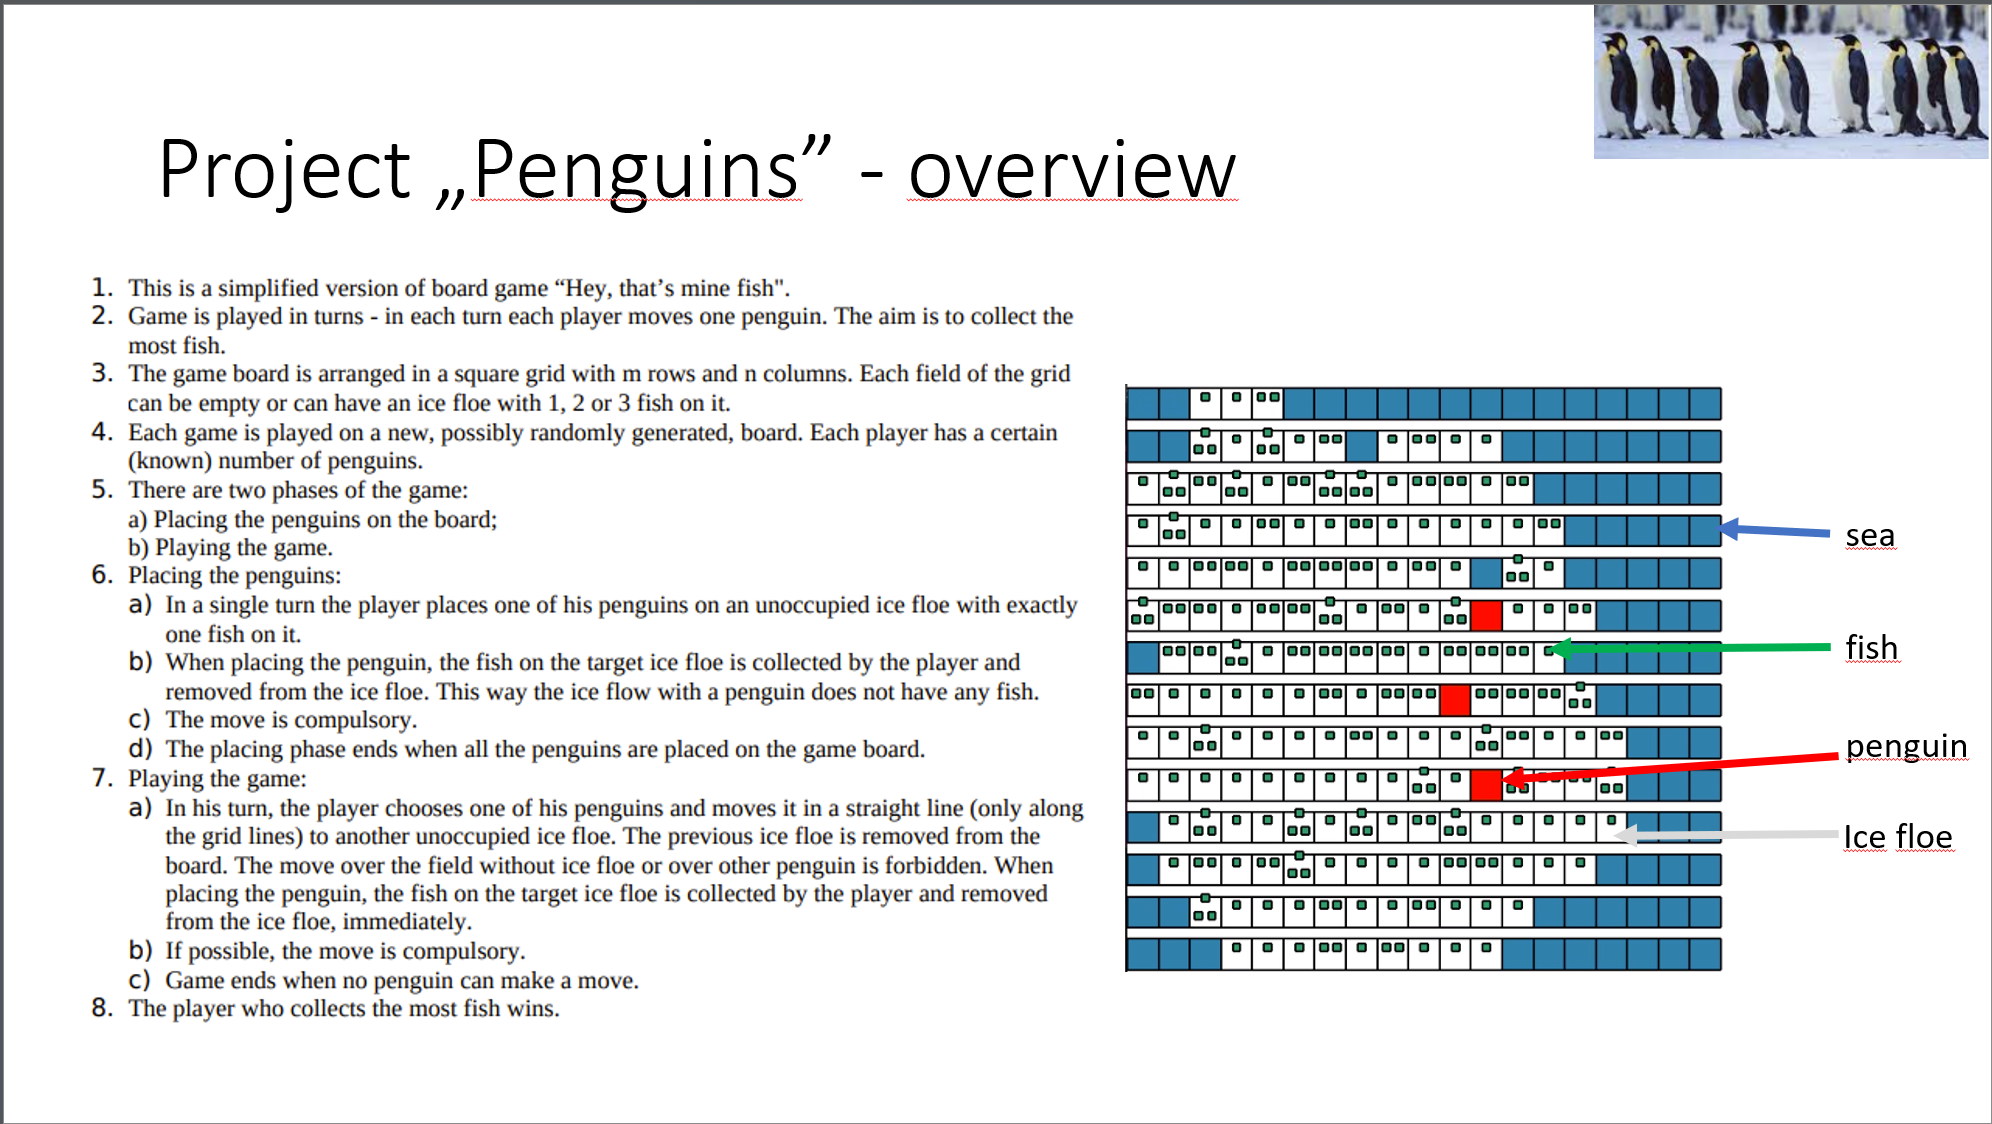 Project „Penguins” - overview
1. This is a simplified version of board game “Hey, that’s mine fish".
2. Game is played in turns - in each turn each player moves one penguin. The aim is to collect the
most fish.
3. The game board is arranged in a square grid with m rows and n columns. Each field of the grid
can be empty or can have an ice floe with 1, 2 or 3 fish on it.
4. Each game is played on a new, possibly randomly generated, board. Each player has a certain
(known) number of penguins.
5. There are two phases of the game:
a) Placing the penguins on the board;
b) Playing the game.
6. Placing the penguins:
a) In a single turn the player places one of his penguins on an unoccupied ice floe with exactly
one fish on it.
b) When placing the penguin, the fish on the target ice floe is collected by the player and
removed from the ice floe. This way the ice flow with a penguin does not have any fish.
c) The move is compulsory.
d) The placing phase ends when all the penguins are placed on the game board.
7. Playing the game:
a) In his turn, the player chooses one of his penguins and moves it in a straight line (only along
the grid lines) to another unoccupied ice floe. The previous ice floe is removed from the
board. The move over the field without ice floe or over other penguin is forbidden. When
placing the penguin, the fish on the target ice floe is collected by the player and removed
from the ice floe, immediately.
b) If possible, the move is compulsory.
c) Game ends when no penguin can make a move.
8. The player who collects the most fish wins.
sea
fish
penguin
Ice floe